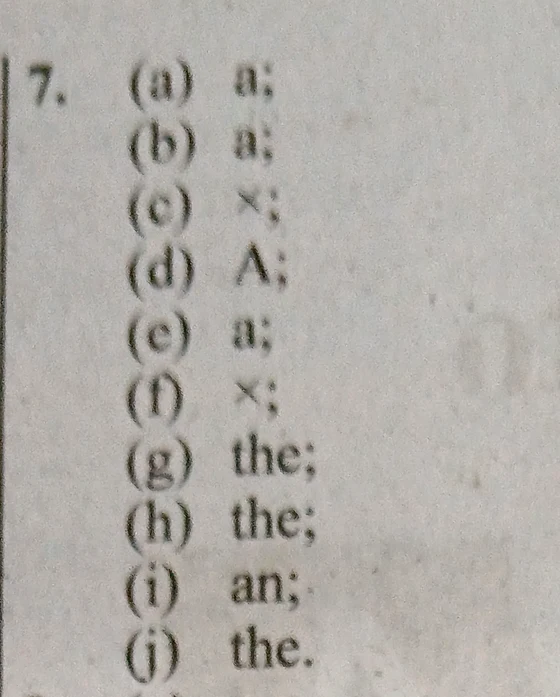 7. (a) a;
(b) a;
(c) ×;
(d) A;
(e) a;
(f) ×;
(g) the;
(h) the;
(i) an;
(j) the.